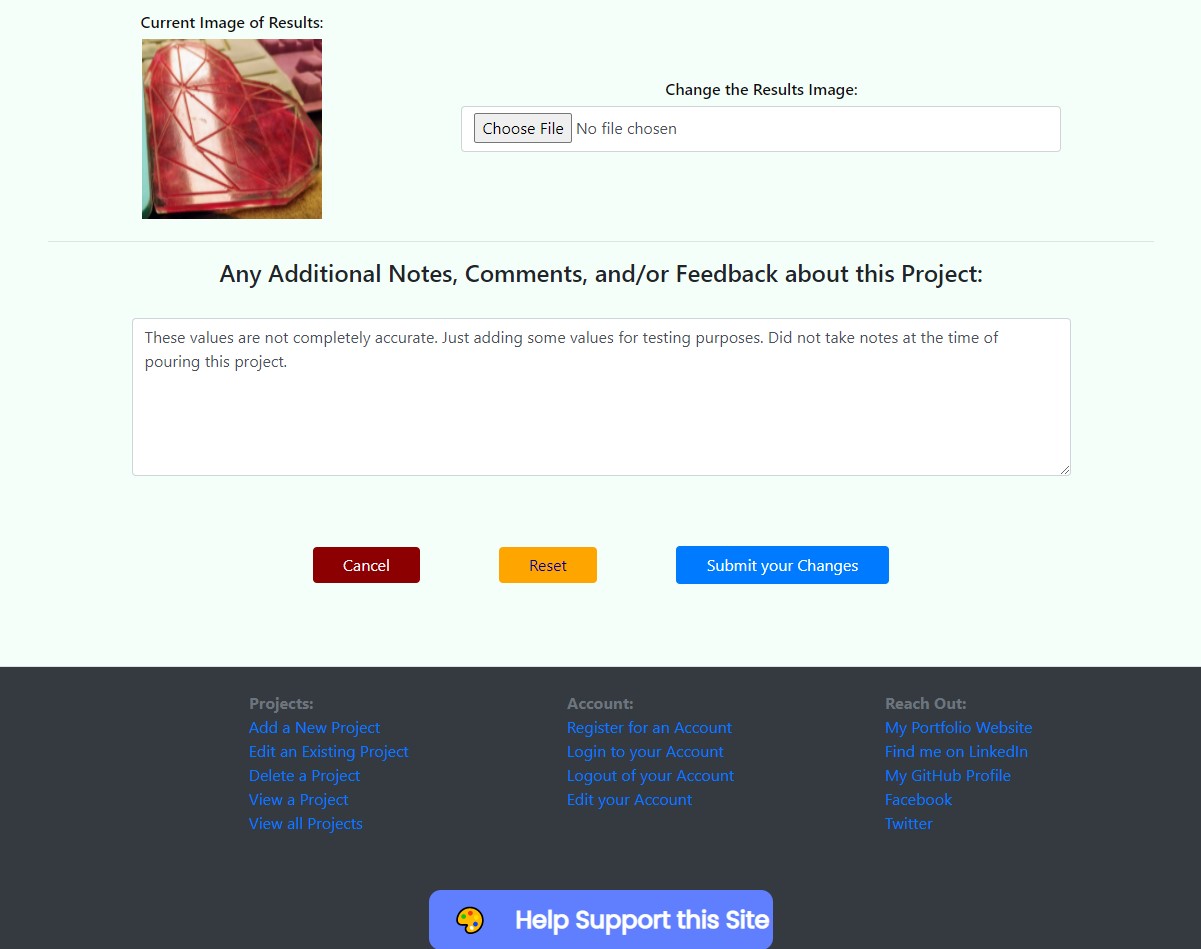 Current Image of Results:
Change the Results Image:
Choose File No file chosen
Any Additional Notes, Comments, and/or Feedback about this Project:
These values are not completely accurate. Just adding some values for testing purposes. Did not take notes at the time of
pouring this project.
Cancel Reset Submit your Changes
Projects:
Add a New Project
Edit an Existing Project
Delete a Project
View a Project
View all Projects
Account:
Register for an Account
Login to your Account
Logout of your Account
Edit your Account
Reach Out:
My Portfolio Website
Find me on LinkedIn
My GitHub Profile
Facebook
Twitter
Help Support this Site